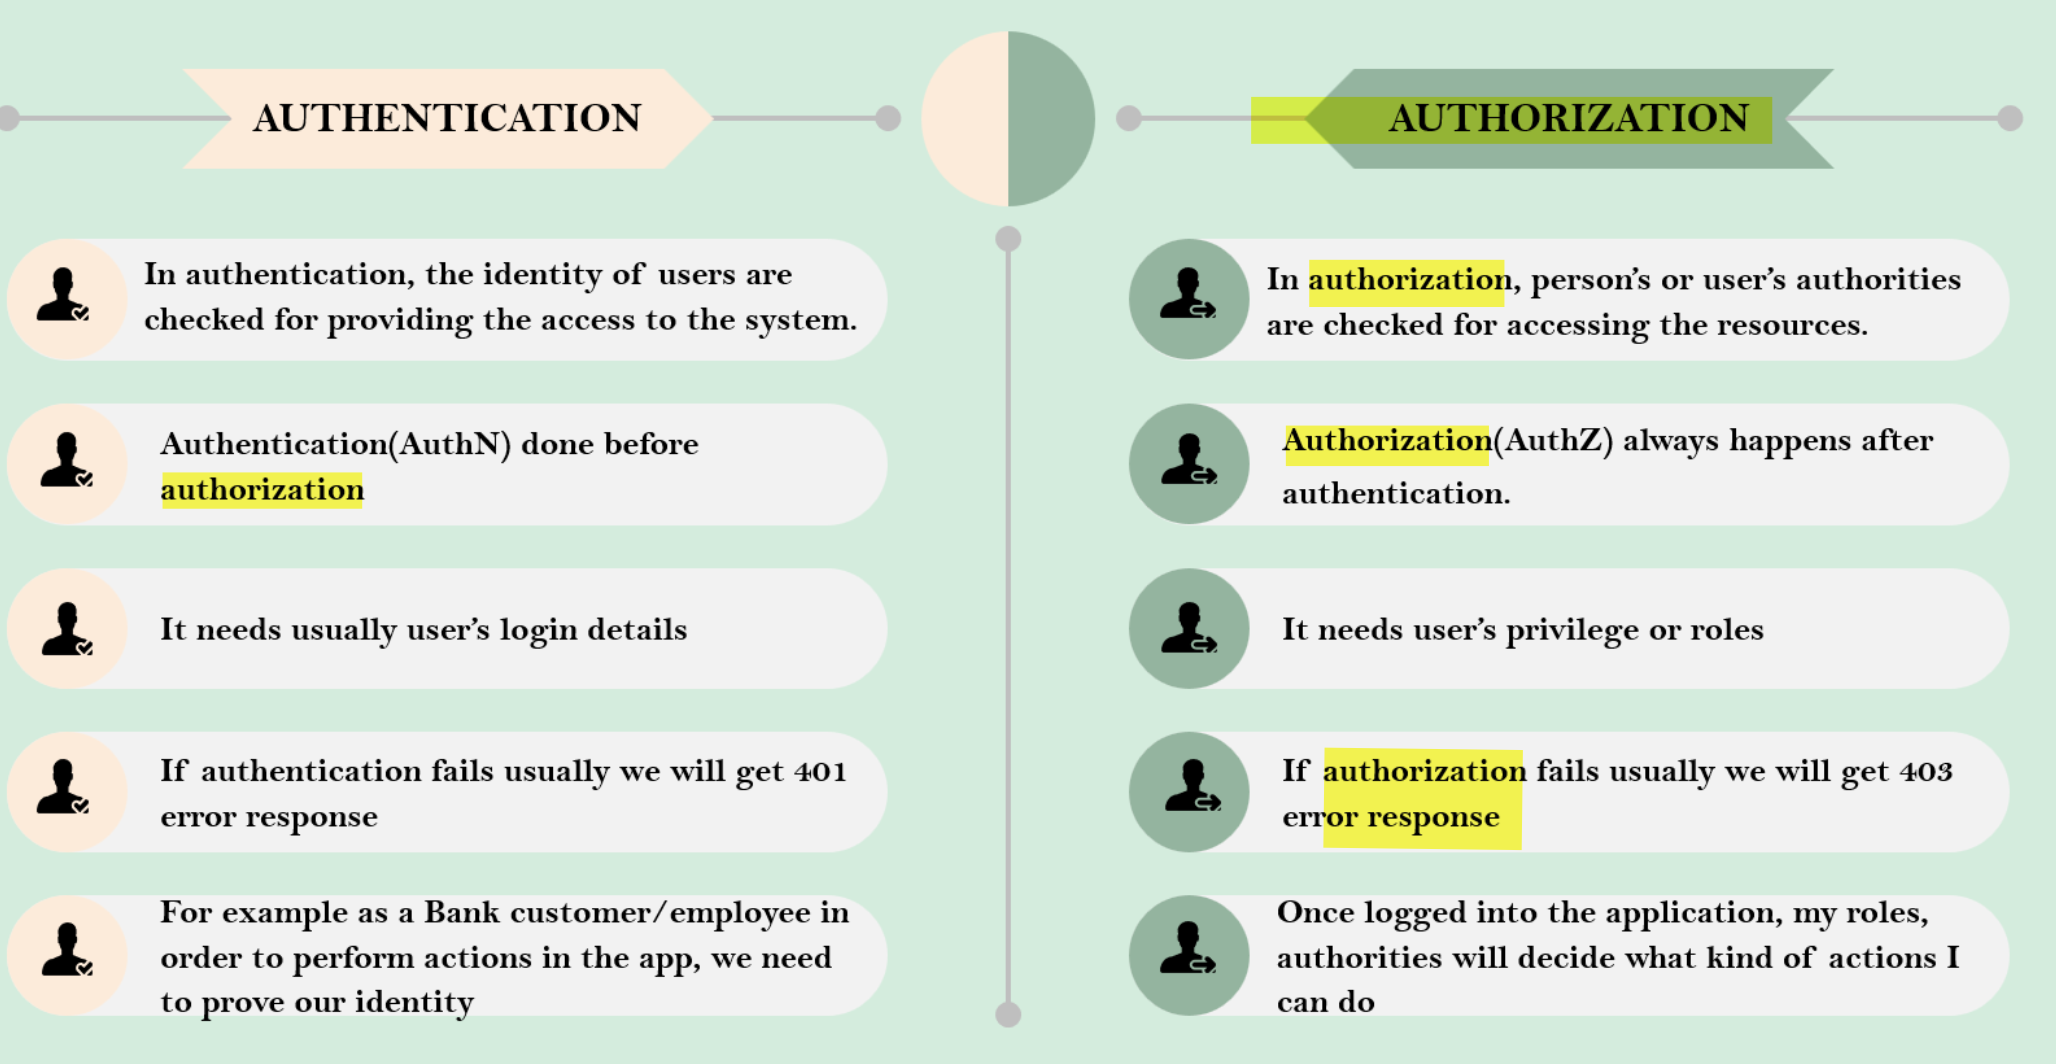 AUTHENTICATION
In authentication, the identity of users are
checked for providing the access to the system.
Authentication(AuthN) done before
authorization
It needs usually user’s login details
If authentication fails usually we will get 401
error response
For example as a Bank customer/employee in
order to perform actions in the app, we need
to prove our identity
AUTHORIZATION
In authorization, person’s or user’s authorities
are checked for accessing the resources.
Authorization(AuthZ) always happens after
authentication.
It needs user’s privilege or roles
If authorization fails usually we will get 403
error response
Once logged into the application, my roles,
authorities will decide what kind of actions I
can do